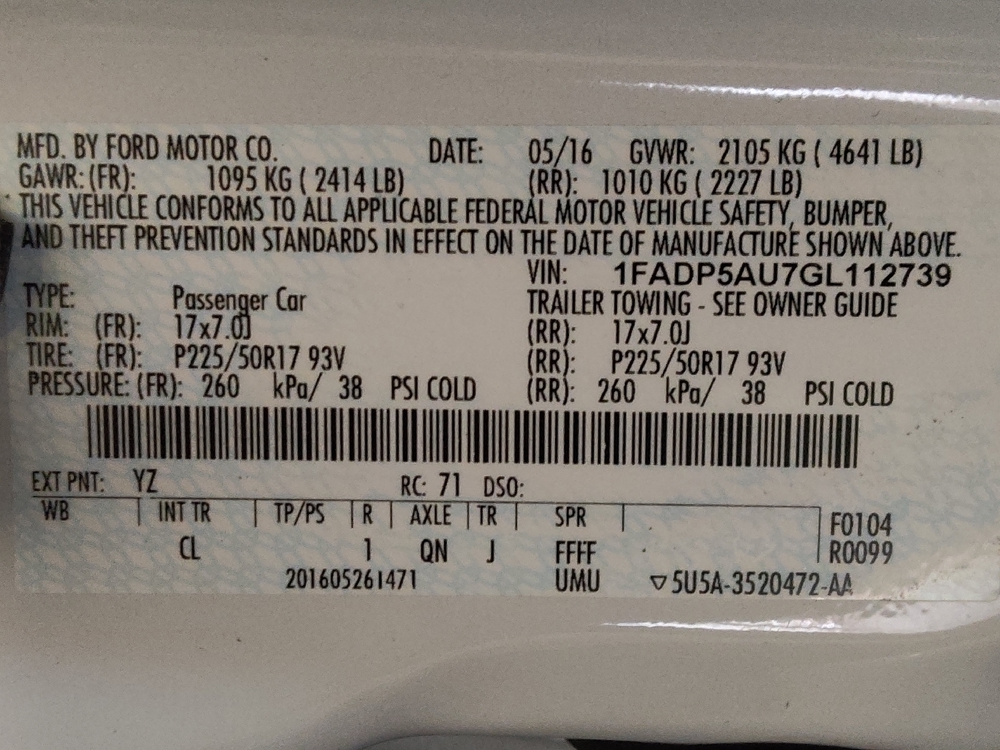 MFD. BY FORD MOTOR CO. DATE: 05/16 GVWR: 2105 KG ( 4641 LB)
GAWR: (FR): 1095 KG ( 2414 LB) (RR): 1010 KG ( 2227 LB)
THIS VEHICLE CONFORMS TO ALL APPLICABLE FEDERAL MOTOR VEHICLE SAFETY, BUMPER,
AND THEFT PREVENTION STANDARDS IN EFFECT ON THE DATE OF MANUFACTURE SHOWN ABOVE.
VIN: 1FADP5AU7GL112739
TYPE: Passenger Car TRAILER TOWING - SEE OWNER GUIDE
RIM: (FR): 17x7.0J (RR): 17x7.0J
TIRE: (FR): P225/50R17 93V (RR): P225/50R17 93V
PRESSURE: (FR): 260 kPa/ 38 PSI COLD (RR): 260 kPa/ 38 PSI COLD
EXT PNT: YZ RC: 71 DSO:
WB INT TR TP/PS R AXLE TR SPR F0104
CL 1 QN J FFFF R0099
201605261471 UMU ▽5U5A-3520472-AA